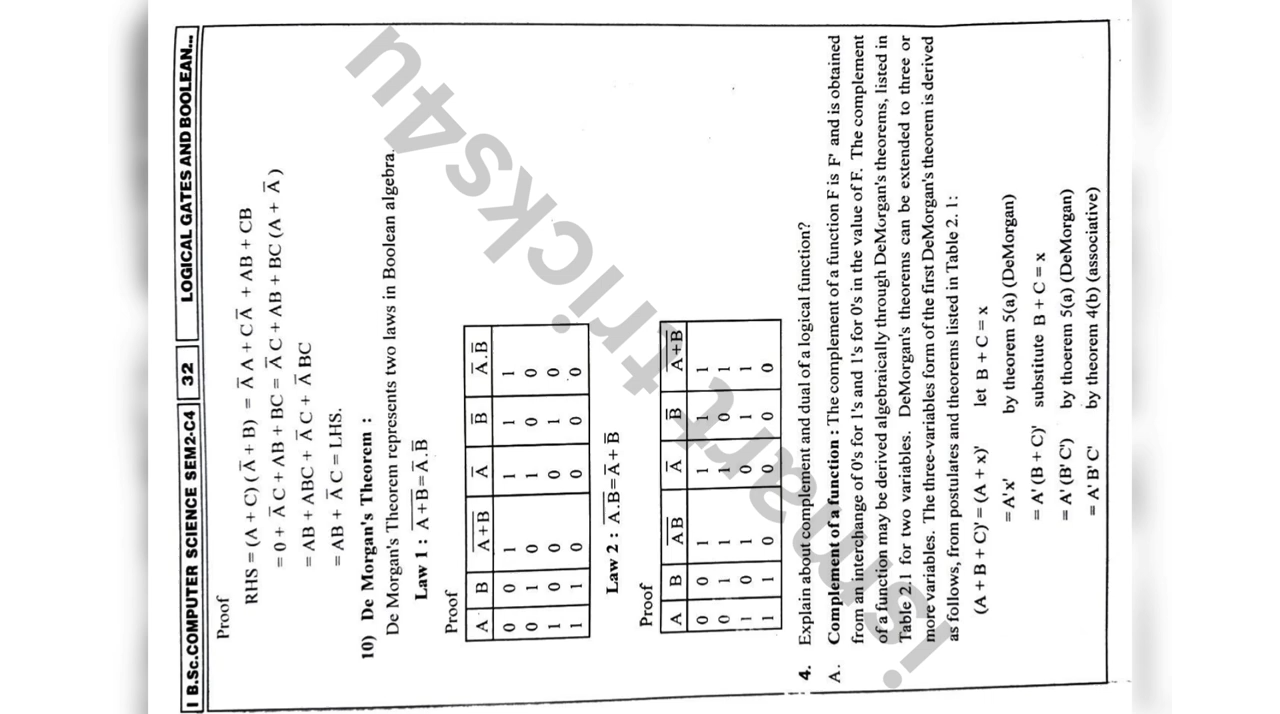 I B.Sc.COMPUTER SCIENCE SEM2-C4 32 LOGICAL GATES AND BOOLEAN...
Proof
RHS = (A + C) (A̅ + B) = A̅ A + C A̅ + AB + CB
= 0 + A̅ C + AB + BC = A̅ C + AB + BC (A + A̅)
= AB + ABC + A̅ C + A̅ BC
= AB + A̅ C = LHS.
10) De Morgan's Theorem :
De Morgan's Theorem represents two laws in Boolean algebra.
Law 1 : A̅+̅B̅ = A̅.B̅
Proof
A B A̅+̅B̅ A̅ B̅ A̅.B̅
0 0 1 1 1 1
0 1 0 1 0 0
1 0 0 0 1 0
1 1 0 0 0 0
Law 2 : A̅.̅B̅ = A̅ + B̅
Proof
A B A̅B̅ A̅ B̅ A̅+B̅
0 0 1 1 1 1
0 1 1 1 0 1
1 0 1 0 1 1
1 1 0 0 0 0
4. Explain about complement and dual of a logical function?
A. Complement of a function : The complement of a function F is F' and is obtained
from an interchange of 0's for 1's and 1's for 0's in the value of F. The complement
of a function may be derived algebraically through DeMorgan's theorems, listed in
Table 2.1 for two variables. DeMorgan's theorems can be extended to three or
more variables. The three-variables form of the first DeMorgan's theorem is derived
as follows, from postulates and theorems listed in Table 2. 1:
(A + B + C)' = (A + x)' let B + C = x
= A'x' by theorem 5(a) (DeMorgan)
= A' (B + C)' substitute B + C = x
= A' (B' C') by thoerem 5(a) (DeMorgan)
= A' B' C' by theorem 4(b) (associative)
ismart tricks4u